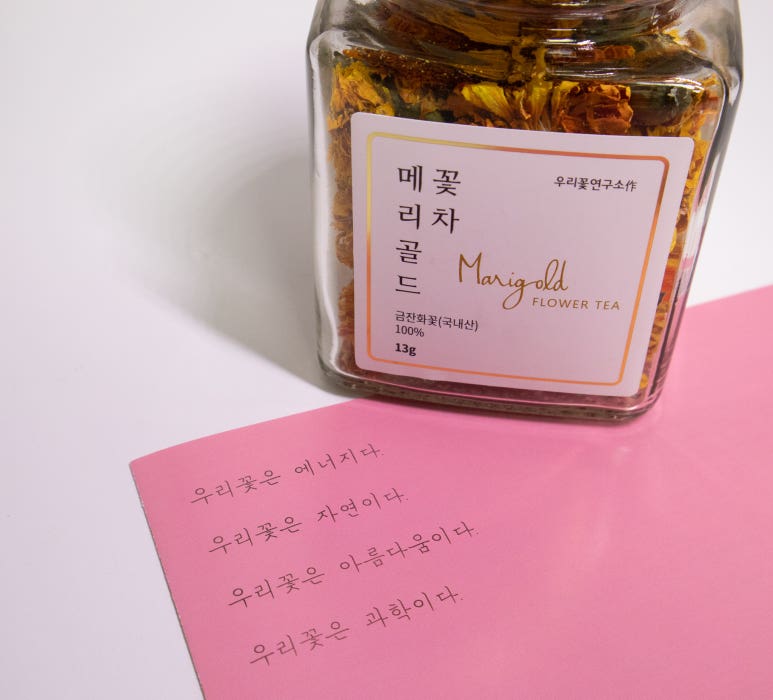 메리골드
꽃차
우리꽃연구소作
Marigold
FLOWER TEA
금잔화꽃(국내산)
100%
13g
우리꽃은 에너지다.
우리꽃은 자연이다.
우리꽃은 아름다움이다.
우리꽃은 과학이다.